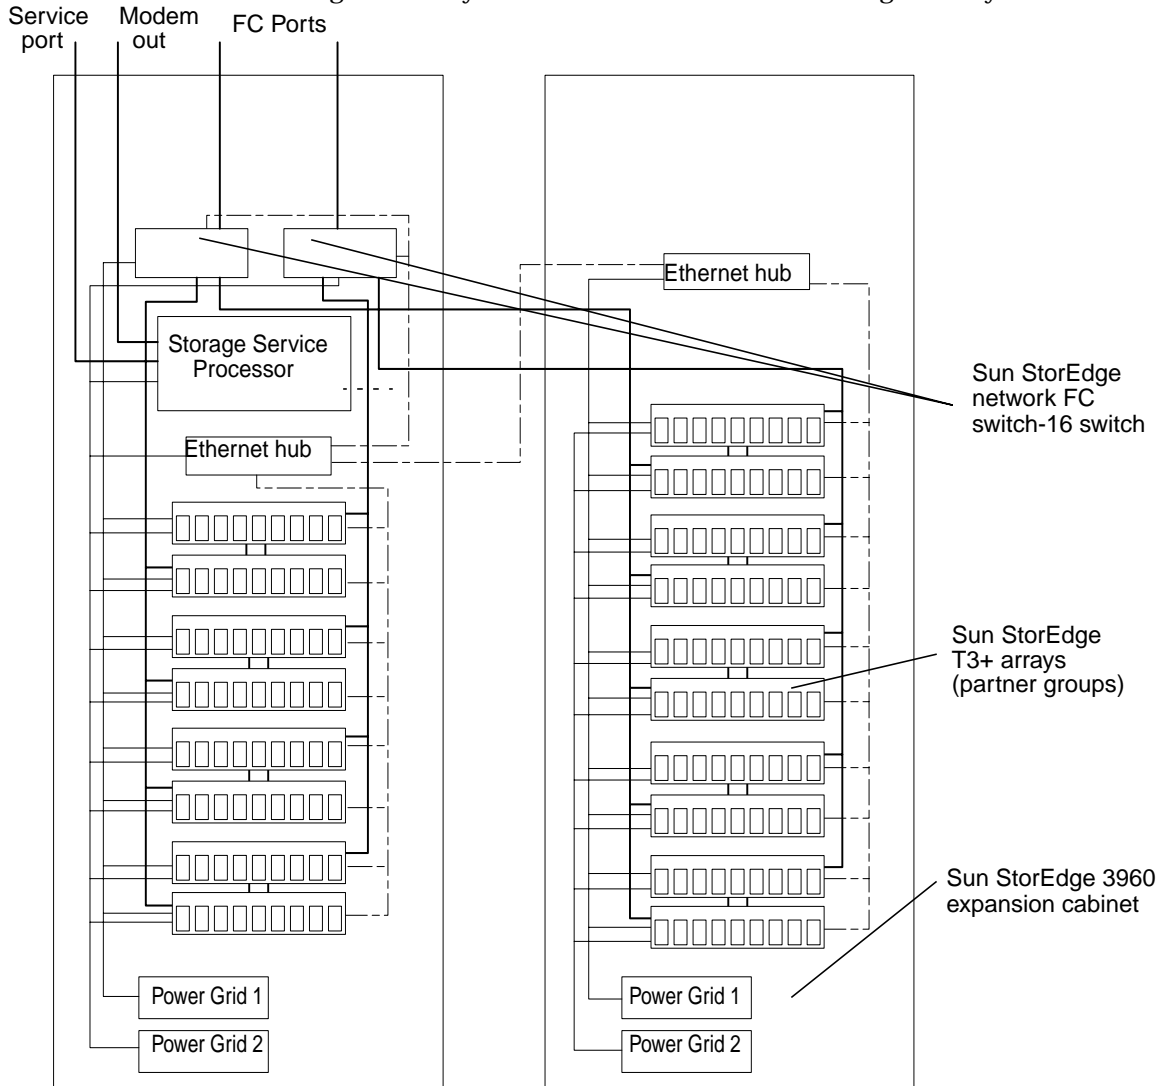 Service
port
Modem
out
FC Ports
Ethernet hub
Storage Service
Processor
Sun StorEdge
network FC
switch-16 switch
Ethernet hub
Sun StorEdge
T3+ arrays
(partner groups)
Sun StorEdge 3960
expansion cabinet
Power Grid 1
Power Grid 1
Power Grid 2
Power Grid 2